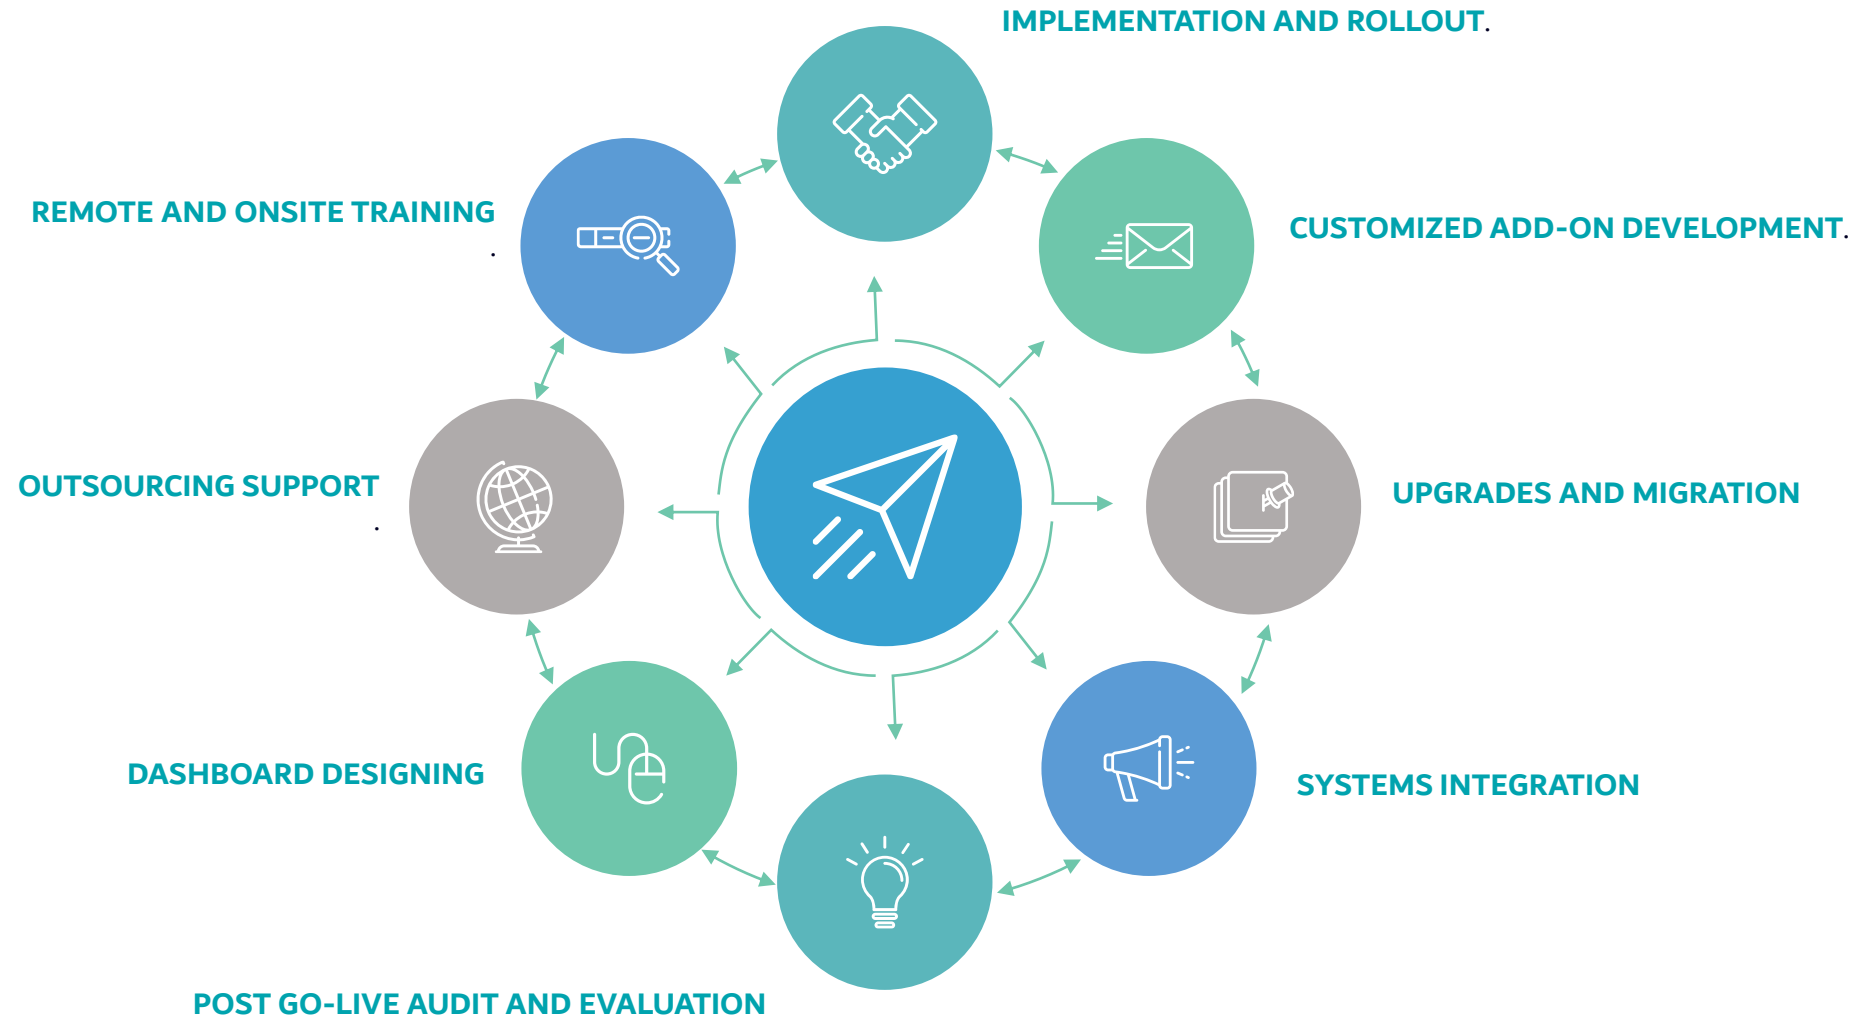 IMPLEMENTATION AND ROLLOUT.
REMOTE AND ONSITE TRAINING
.
CUSTOMIZED ADD-ON DEVELOPMENT.
OUTSOURCING SUPPORT
.
UPGRADES AND MIGRATION
DASHBOARD DESIGNING
SYSTEMS INTEGRATION
POST GO-LIVE AUDIT AND EVALUATION